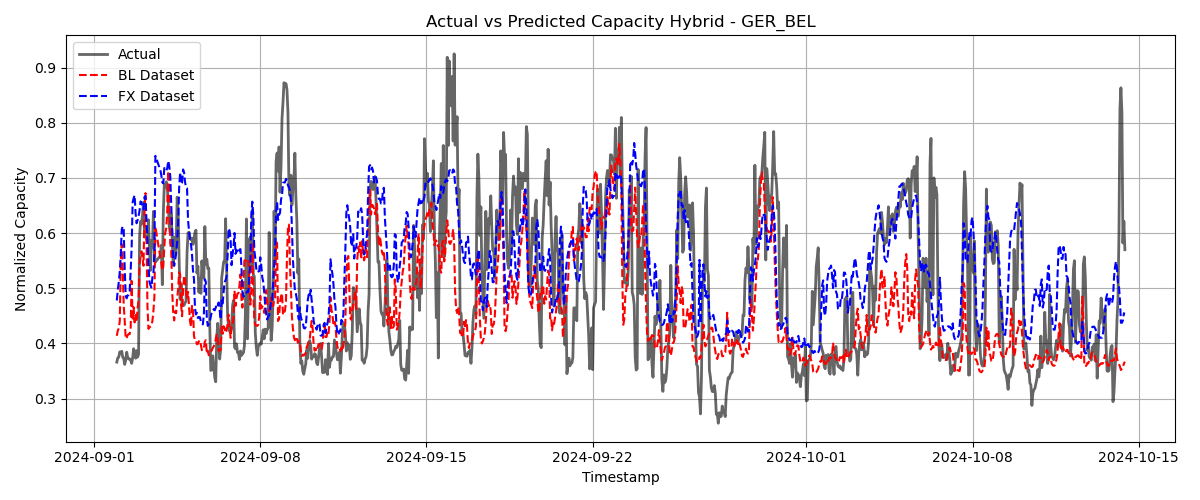 Actual vs Predicted Capacity Hybrid - GER_BEL
Actual
BL Dataset
FX Dataset
Normalized Capacity
0.9
0.8
0.7
0.6
0.5
0.4
0.3
2024-09-01
2024-09-08
2024-09-15
2024-09-22
2024-10-01
2024-10-08
2024-10-15
Timestamp